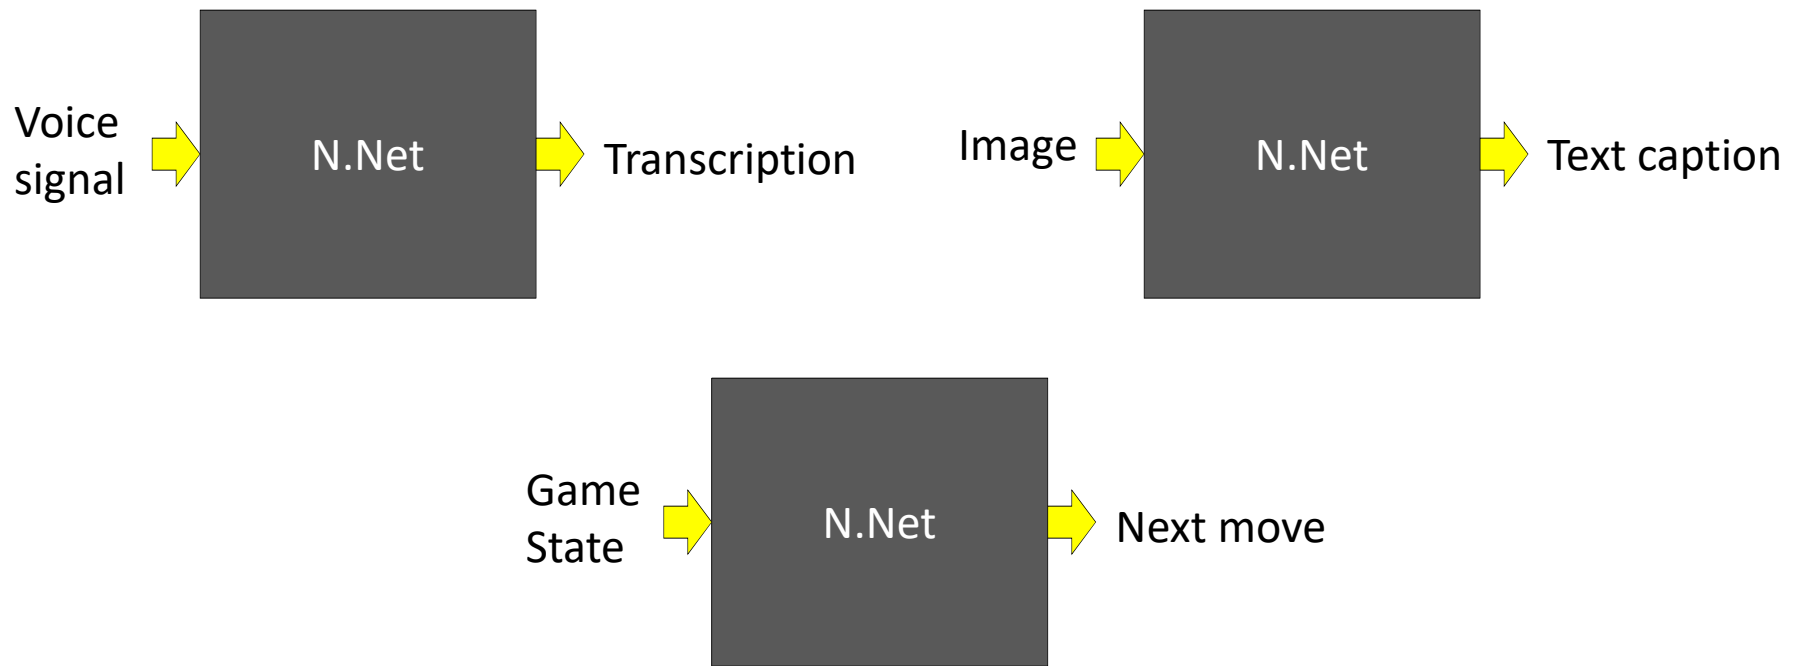 Voice
signal
N.Net
Transcription
Image
N.Net
Text caption
Game
State
N.Net
Next move